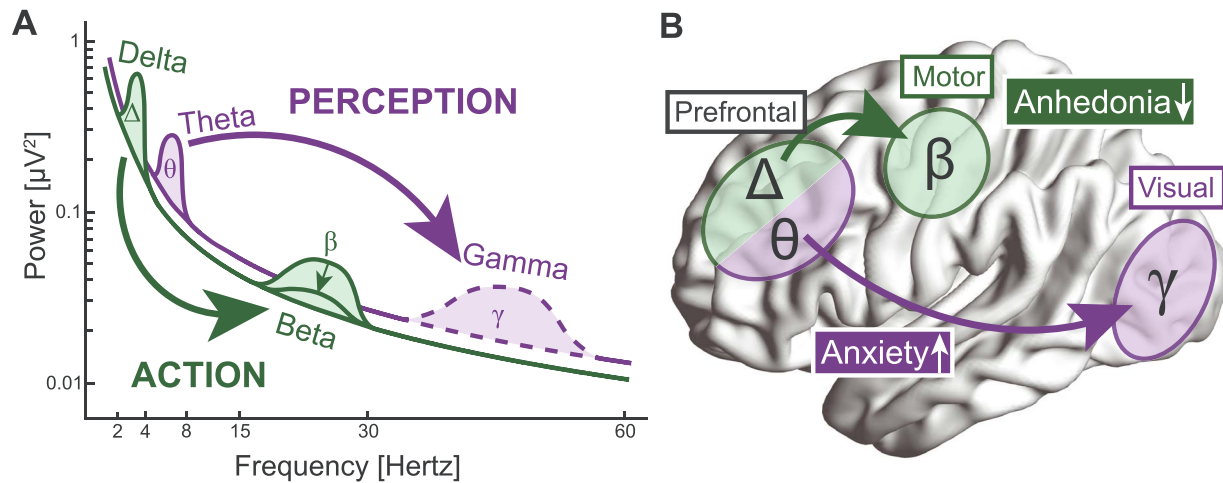 A
Power [µV²]
1
0.1
0.01
Delta
Δ
Theta
θ
PERCEPTION
Gamma
γ
β
Beta
ACTION
2 4 8 15 30 60
Frequency [Hertz]
B
Prefrontal
Motor
Anhedonia↓
Δ
θ
β
Visual
γ
Anxiety↑